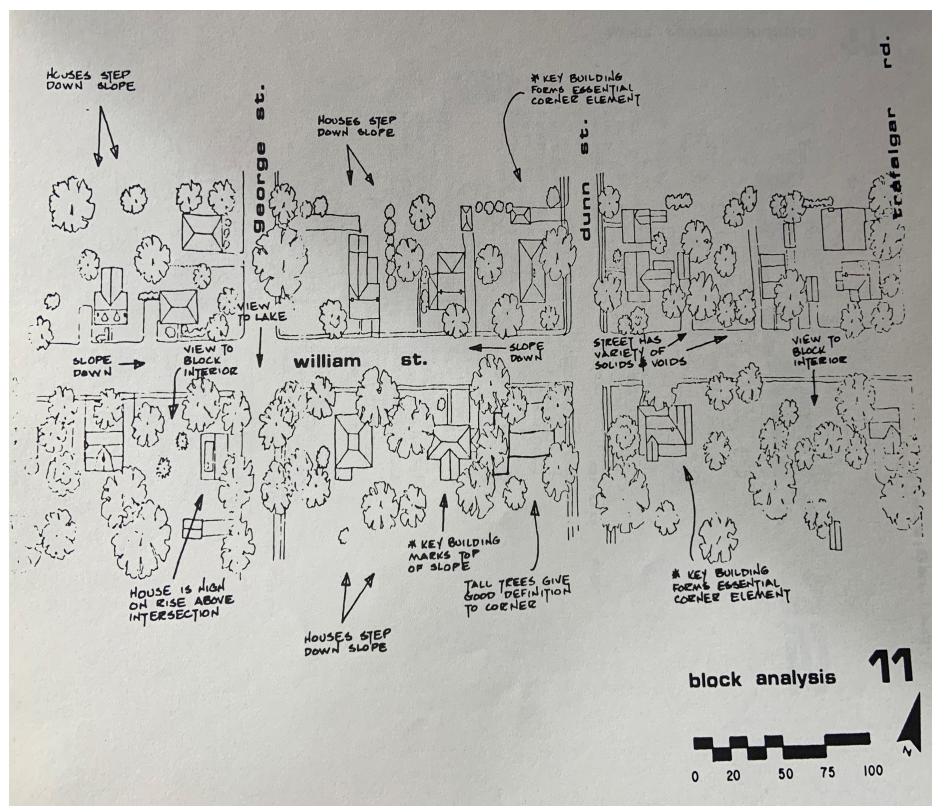 HOUSES STEP
DOWN SLOPE
george st.
HOUSES STEP
DOWN SLOPE
* KEY BUILDING
FORMS ESSENTIAL
CORNER ELEMENT
dunn st.
trafalgar rd.
VIEW
TO LAKE
SLOPE
DOWN
VIEW TO
BLOCK
INTERIOR
william st.
SLOPE
DOWN
STREET HAS
VARIETY OF
SOLIDS & VOIDS
VIEW TO
BLOCK
INTERIOR
HOUSE IS HIGH
ON RISE ABOVE
INTERSECTION
HOUSES STEP
DOWN SLOPE
* KEY BUILDING
MARKS TOP
OF SLOPE
TALL TREES GIVE
GOOD DEFINITION
TO CORNER
* KEY BUILDING
FORMS ESSENTIAL
CORNER ELEMENT
block analysis 11
0 20 50 75 100
N